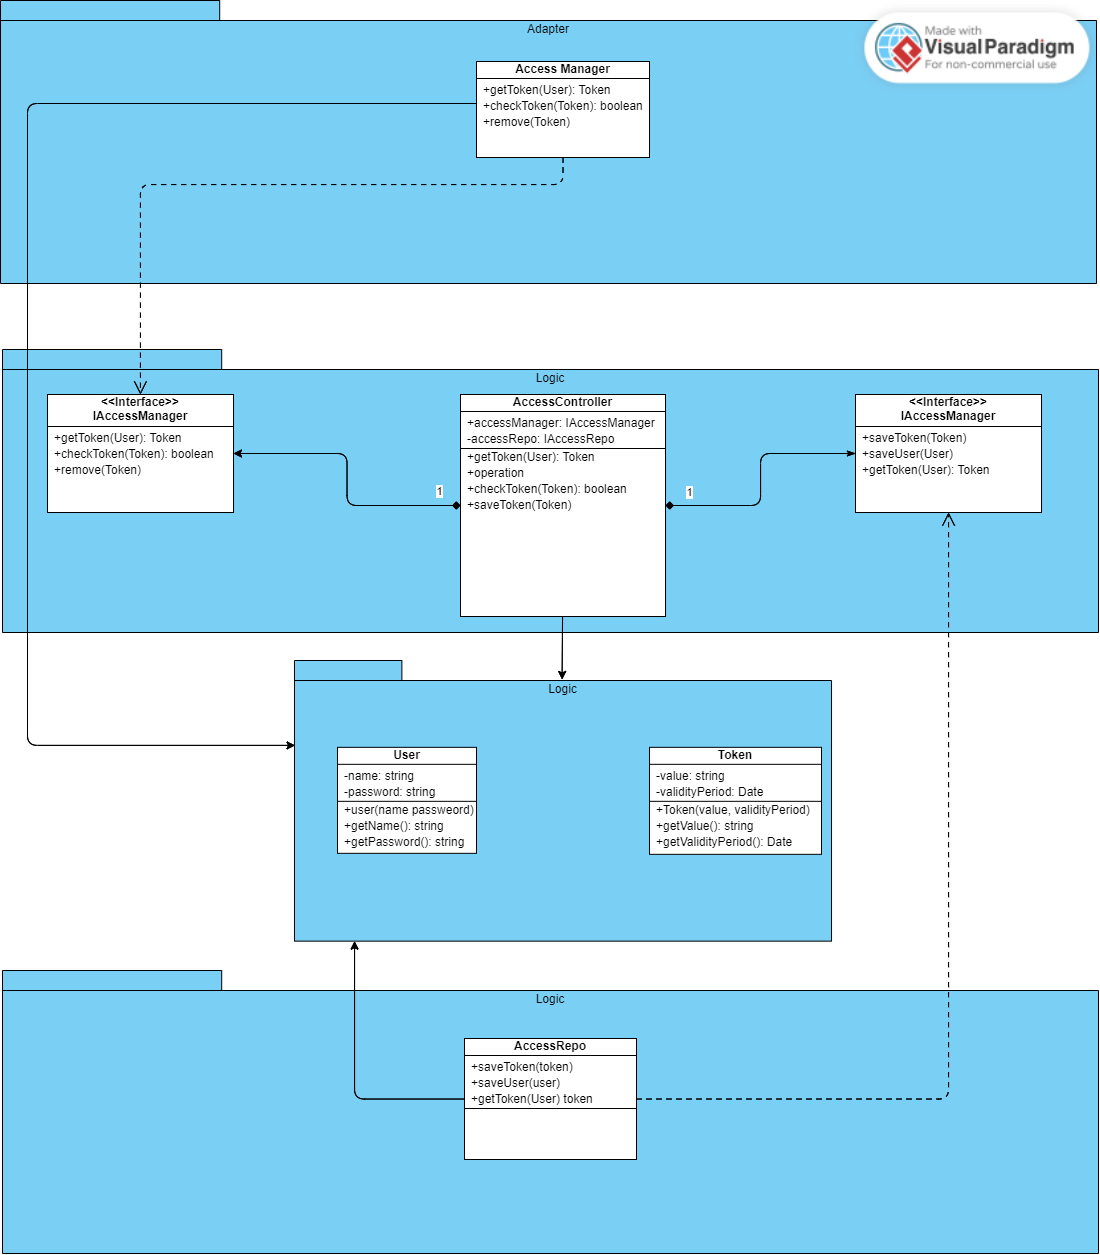 Adapter
Made with
Visual Paradigm
For non-commercial use
Access Manager
+getToken(User): Token
+checkToken(Token): boolean
+remove(Token)
Logic
<<Interface>>
IAccessManager
+getToken(User): Token
+checkToken(Token): boolean
+remove(Token)
1
AccessController
+accessManager: IAccessManager
-accessRepo: IAccessRepo
+getToken(User): Token
+operation
+checkToken(Token): boolean
+saveToken(Token)
1
<<Interface>>
IAccessManager
+saveToken(Token)
+saveUser(User)
+getToken(User): Token
Logic
User
-name: string
-password: string
+user(name passweord)
+getName(): string
+getPassword(): string
Token
-value: string
-validityPeriod: Date
+Token(value, validityPeriod)
+getValue(): string
+getValidityPeriod(): Date
Logic
AccessRepo
+saveToken(token)
+saveUser(user)
+getToken(User) token